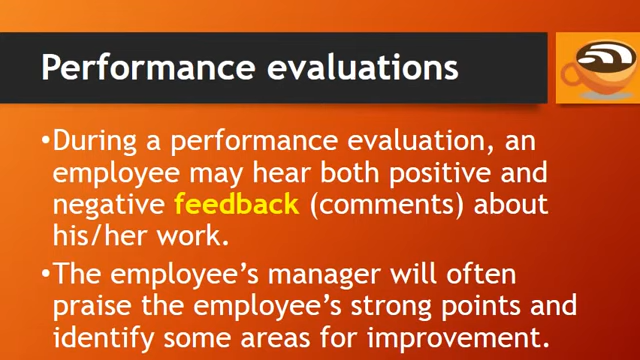 Performance evaluations
•During a performance evaluation, an
employee may hear both positive and
negative feedback (comments) about
his/her work.
•The employee's manager will often
praise the employee's strong points and
identify some areas for improvement.